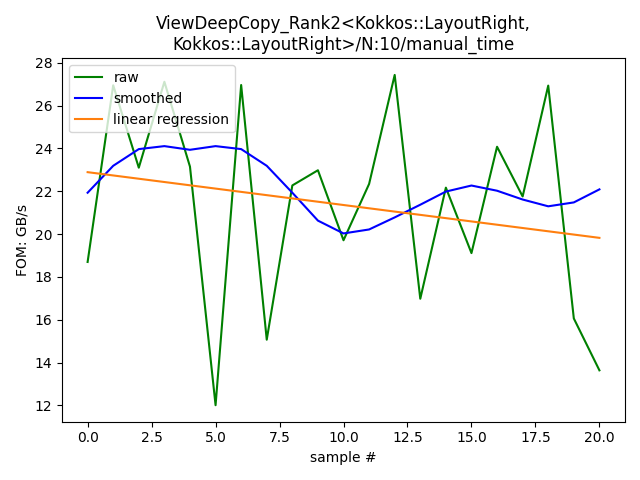 ViewDeepCopy_Rank2<Kokkos::LayoutRight,
Kokkos::LayoutRight>/N:10/manual_time
raw
smoothed
linear regression
FOM: GB/s
28
26
24
22
20
18
16
14
12
0.0 2.5 5.0 7.5 10.0 12.5 15.0 17.5 20.0
sample #